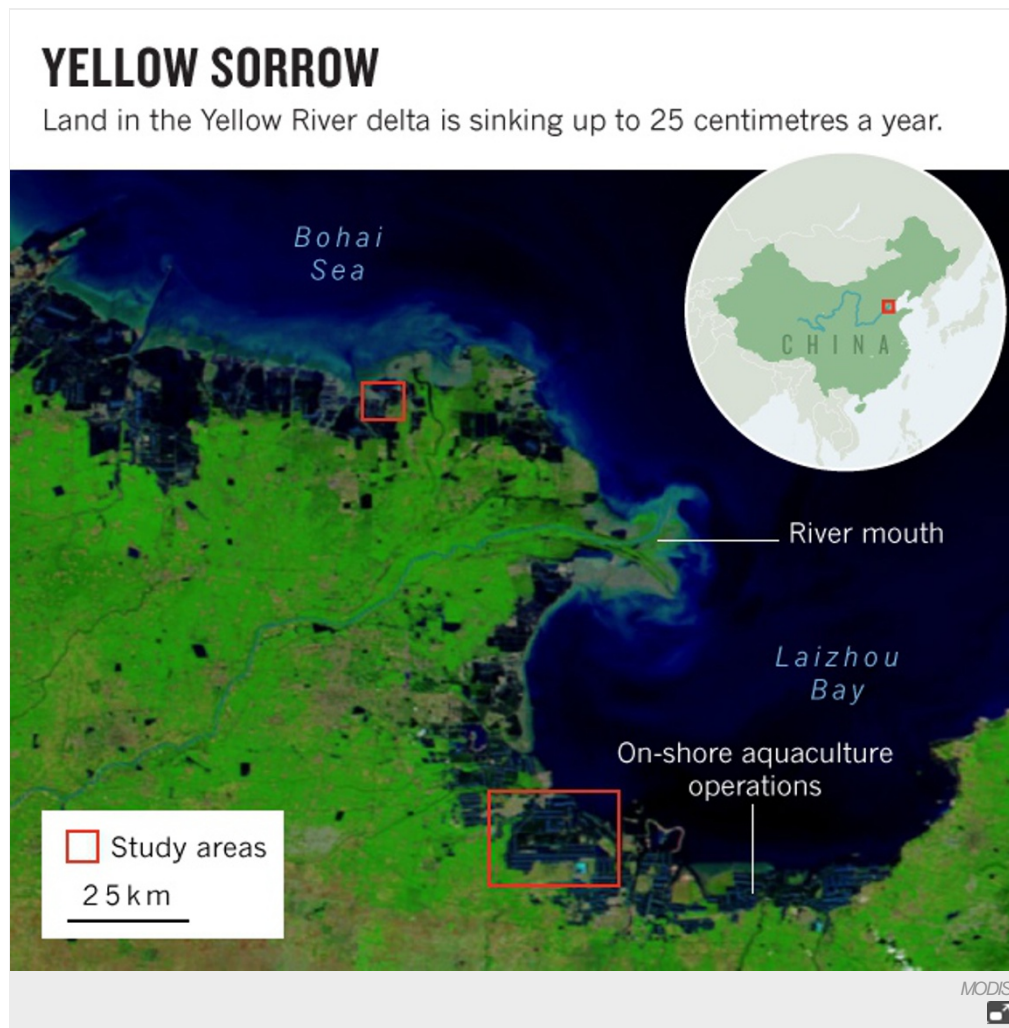 YELLOW SORROW
Land in the Yellow River delta is sinking up to 25 centimetres a year.
Bohai
Sea
CHINA
River mouth
Laizhou
Bay
On-shore aquaculture
operations
Study areas
25km
MODIS